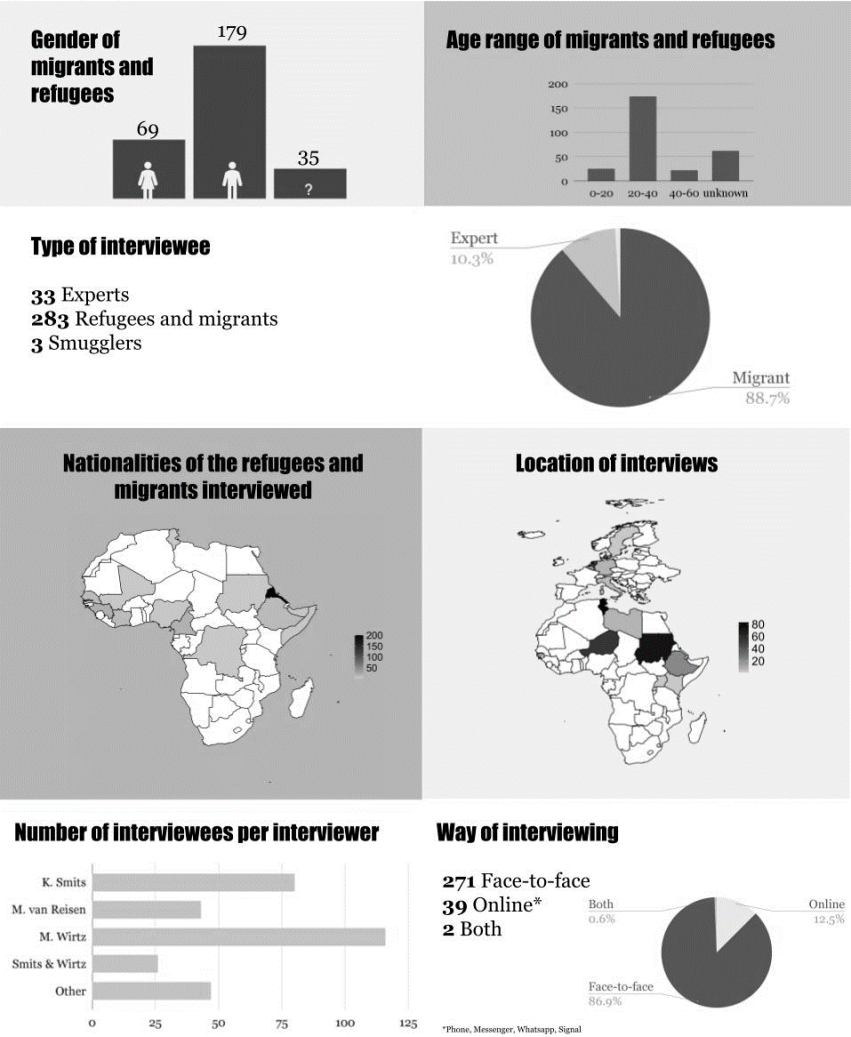 Gender of
migrants and
refugees
69
179
35
?
Age range of migrants and refugees
200
150
100
50
0
0-20 20-40 40-60 unknown
Type of interviewee
33 Experts
283 Refugees and migrants
3 Smugglers
Expert
10.3%
Migrant
88.7%
Nationalities of the refugees and
migrants interviewed
200
150
100
50
Location of interviews
80
60
40
20
Number of interviewees per interviewer
K. Smits
M. van Reisen
M. Wirtz
Smits & Wirtz
Other
0 25 50 75 100 125
Way of interviewing
271 Face-to-face
39 Online*
2 Both
Both
0.6%
Online
12.5%
Face-to-face
86.9%
*Phone, Messenger, Whatsapp, Signal